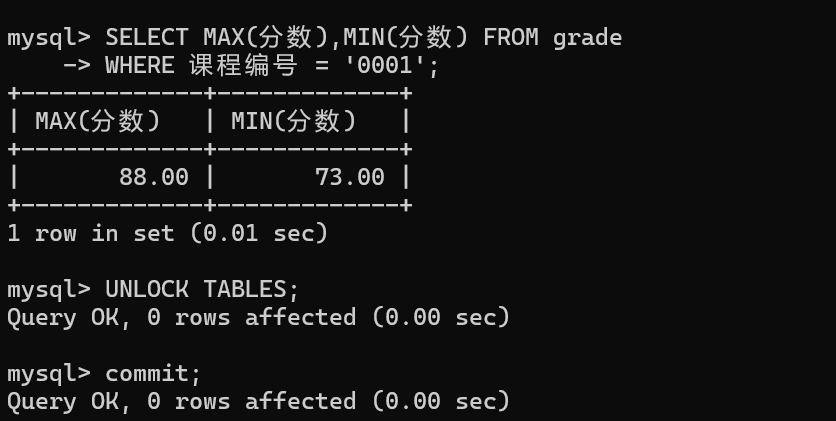 mysql> SELECT MAX(分数),MIN(分数) FROM grade
    -> WHERE 课程编号 = '0001';
+-------------+-------------+
| MAX(分数)   | MIN(分数)   |
+-------------+-------------+
|       88.00 |       73.00 |
+-------------+-------------+
1 row in set (0.01 sec)

mysql> UNLOCK TABLES;
Query OK, 0 rows affected (0.00 sec)

mysql> commit;
Query OK, 0 rows affected (0.00 sec)